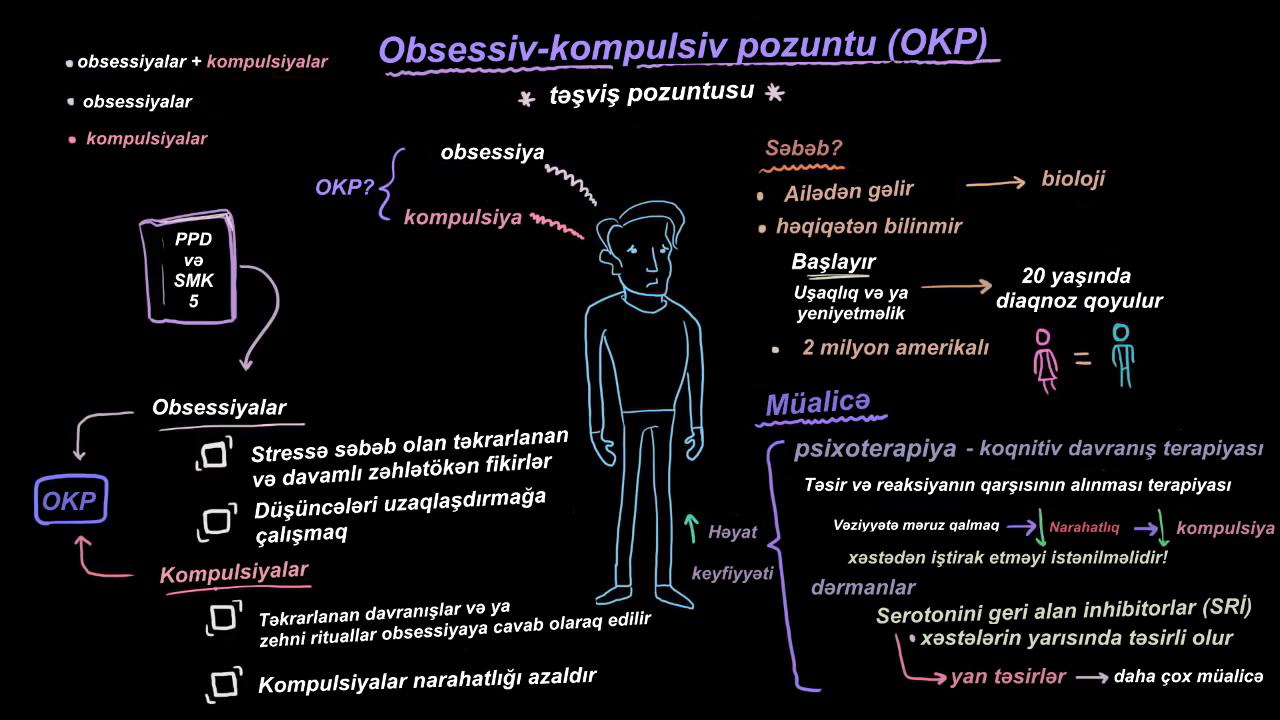 Obsessiv-kompulsiv pozuntu (OKP)
* təşviş pozuntusu *
obsessiyalar + kompulsiyalar
obsessiyalar
kompulsiyalar
OKP?
obsessiya
kompulsiya
PPD
və
SMK
5
Obsessiyalar
Stressə səbəb olan təkrarlanan
və davamlı zəhlətökən fikirlər
Düşüncələri uzaqlaşdırmağa
çalışmaq
OKP
Kompulsiyalar
Təkrarlanan davranışlar və ya
zehni rituallar obsessiyaya cavab olaraq edilir
Kompulsiyalar narahatlığı azaldır
Səbəb?
Ailədən gəlir
bioloji
həqiqətən bilinmir
Başlayır
Uşaqlıq və ya
yeniyetməlik
20 yaşında
diaqnoz qoyulur
2 milyon amerikalı
=
Müalicə
Həyat
keyfiyyəti
psixoterapiya - koqnitiv davranış terapiyası
Təsir və reaksiyanın qarşısının alınması terapiyası
Vəziyyətə məruz qalmaq
Narahatlıq
kompulsiya
xəstədən iştirak etməyi istənilməlidir!
dərmanlar
Serotonini geri alan inhibitorlar (SRİ)
xəstələrin yarısında təsirli olur
yan təsirlər
daha çox müalicə